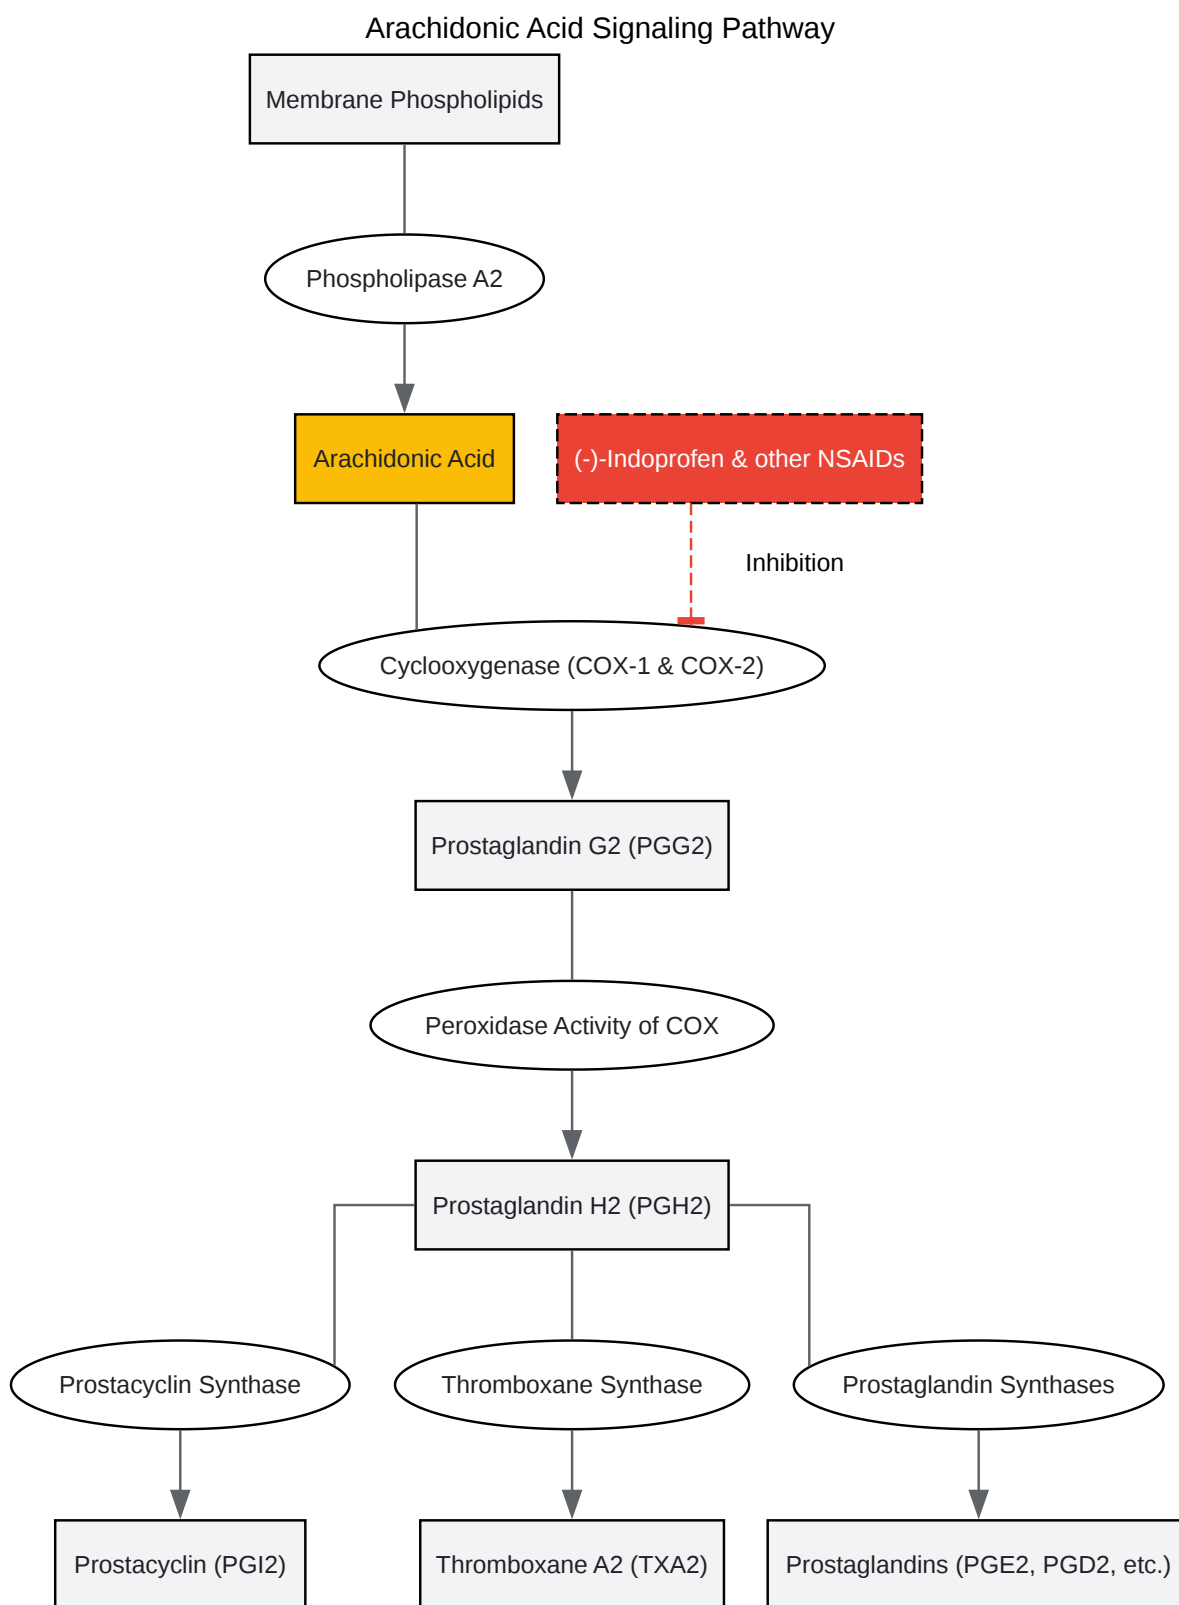 Arachidonic Acid Signaling Pathway
Membrane Phospholipids
Phospholipase A2
Arachidonic Acid
(-)-Indoprofen & other NSAIDs
Inhibition
Cyclooxygenase (COX-1 & COX-2)
Prostaglandin G2 (PGG2)
Peroxidase Activity of COX
Prostaglandin H2 (PGH2)
Prostacyclin Synthase
Thromboxane Synthase
Prostaglandin Synthases
Prostacyclin (PGI2)
Thromboxane A2 (TXA2)
Prostaglandins (PGE2, PGD2, etc.)